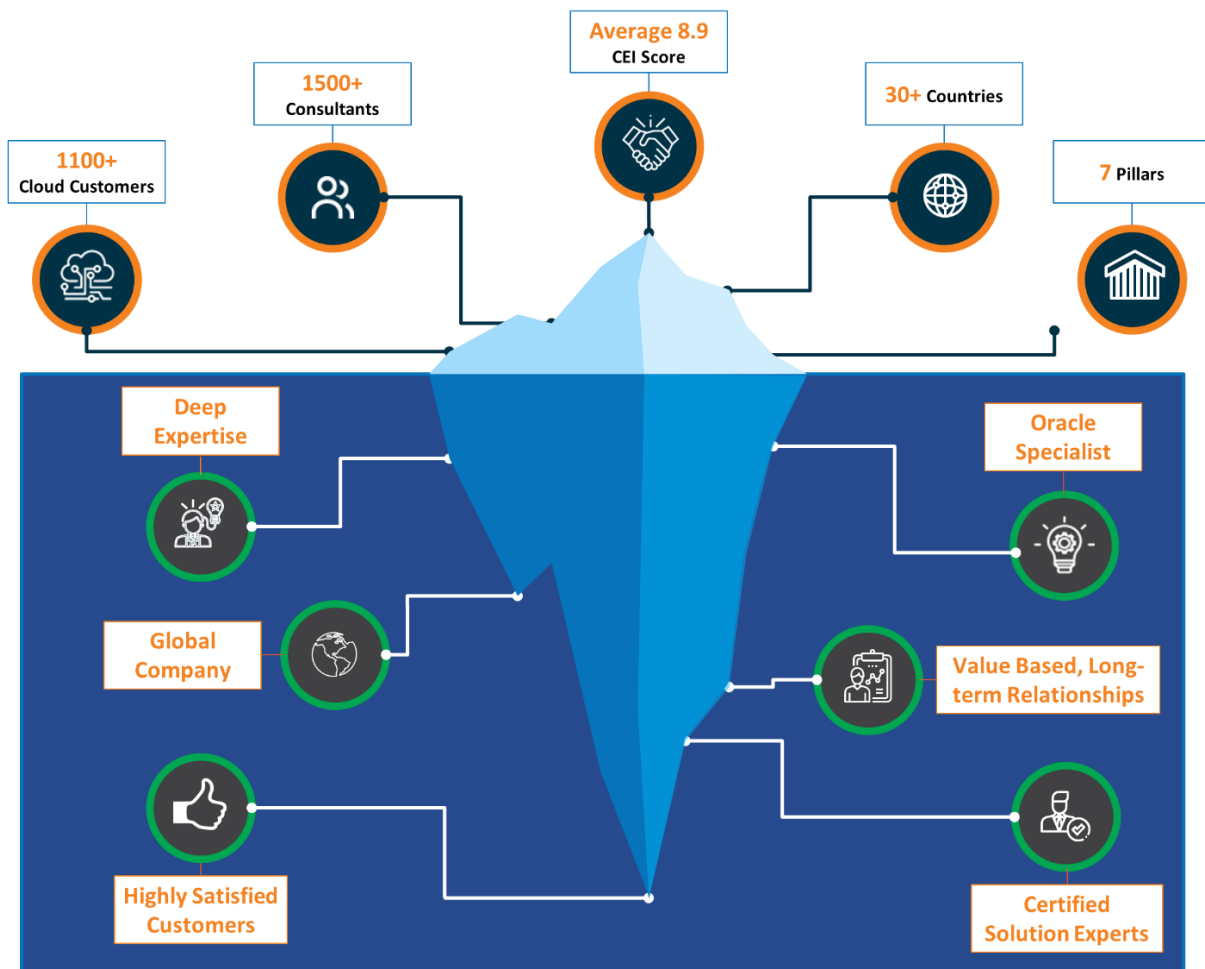 Average 8.9
CEI Score
1500+
Consultants
30+ Countries
1100+
Cloud Customers
7 Pillars
Deep
Expertise
Oracle
Specialist
Global
Company
Value Based, Long-
term Relationships
Highly Satisfied
Customers
Certified
Solution Experts